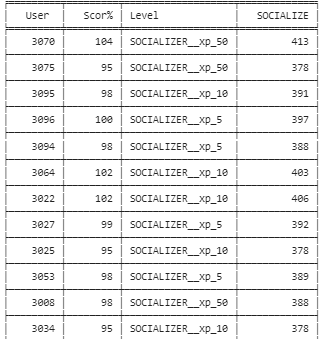 User Scor% Level SOCIALIZE
3070 104 SOCIALIZER__xp_50 413
3075 95 SOCIALIZER__xp_50 378
3095 98 SOCIALIZER__xp_10 391
3096 100 SOCIALIZER__xp_5 397
3094 98 SOCIALIZER__xp_5 388
3064 102 SOCIALIZER__xp_10 403
3022 102 SOCIALIZER__xp_10 406
3027 99 SOCIALIZER__xp_5 392
3025 95 SOCIALIZER__xp_10 378
3053 98 SOCIALIZER__xp_5 389
3008 98 SOCIALIZER__xp_50 388
3034 95 SOCIALIZER__xp_10 378